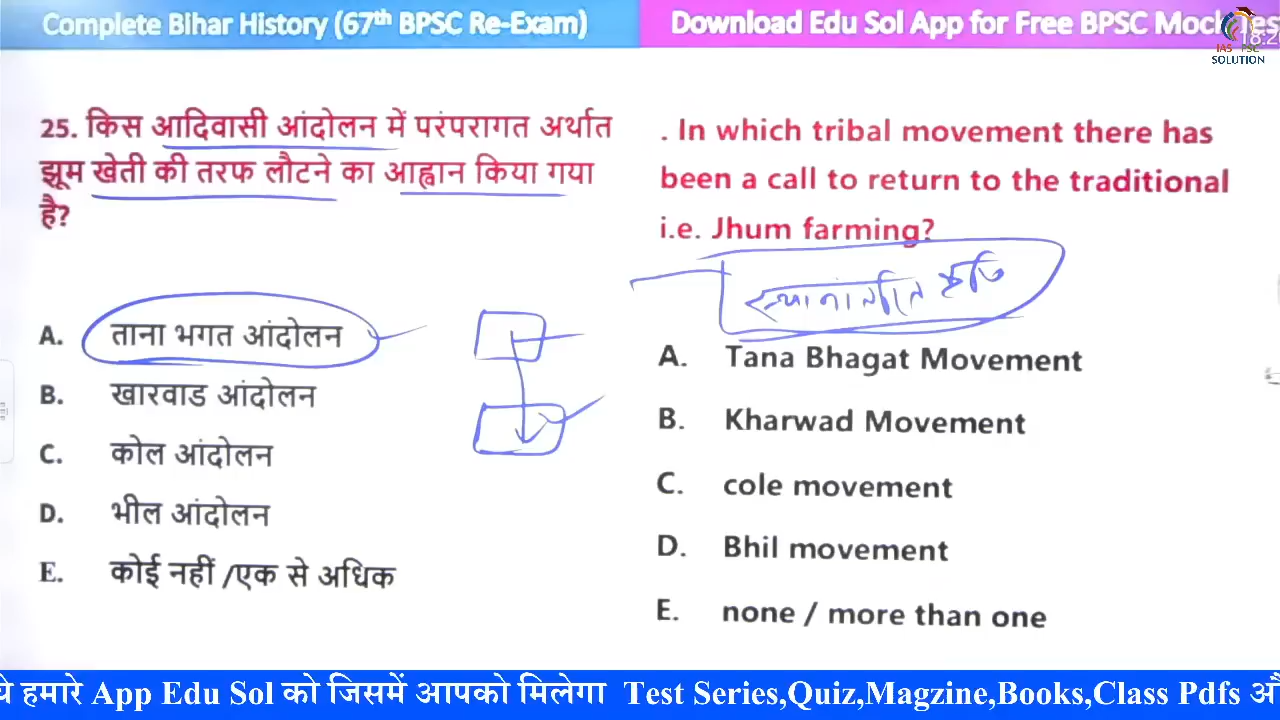 Complete Bihar History (67th BPSC Re-Exam)
Download Edu Sol App for Free BPSC Mock
18:2
IAS PSC
SOLUTION
25. किस आदिवासी आंदोलन में परंपरागत अर्थात
झूम खेती की तरफ लौटने का आह्वान किया गया
है?
A. ताना भगत आंदोलन
B. खारवाड आंदोलन
C. कोल आंदोलन
D. भील आंदोलन
E. कोई नहीं /एक से अधिक
. In which tribal movement there has
been a call to return to the traditional
i.e. Jhum farming?
स्थानांतरित कृषि
A. Tana Bhagat Movement
B. Kharwad Movement
C. cole movement
D. Bhil movement
E. none / more than one
हमारे App Edu Sol को जिसमें आपको मिलेगा Test Series,Quiz,Magzine,Books,Class Pdfs